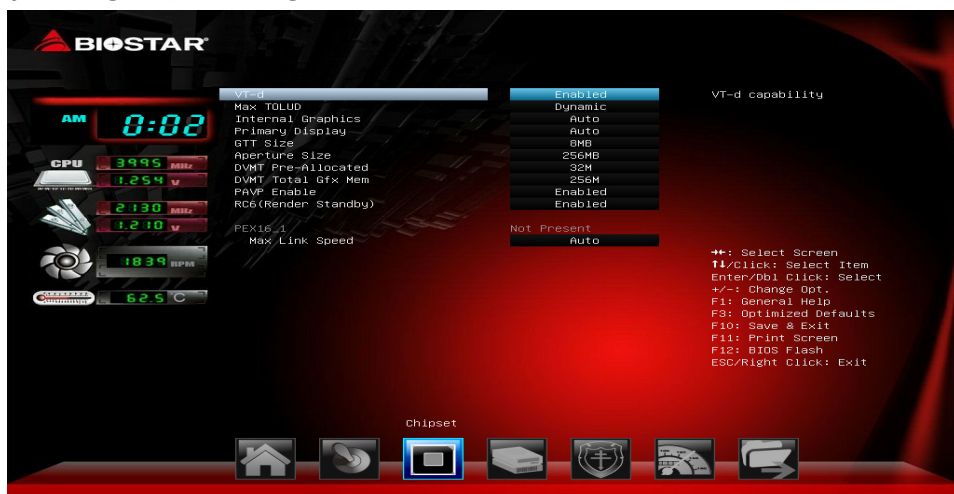 BIOSTAR
VT-d Enabled VT-d capability
Max TOLUD Dynamic
Internal Graphics Auto
Primary Display Auto
GTT Size 8MB
Aperture Size 256MB
DVMT Pre-Allocated 32M
DVMT Total Gfx Mem 256M
PAVP Enable Enabled
RC6(Render Standby) Enabled
PEX16_1 Not Present
Max Link Speed Auto
AM 0:02
CPU 3995 MHz
1.254 V
2130 MHz
1.210 V
1839 RPM
62.5 C
→←: Select Screen
↑↓/Click: Select Item
Enter/Dbl Click: Select
+/-: Change Opt.
F1: General Help
F3: Optimized Defaults
F10: Save & Exit
F11: Print Screen
F12: BIOS Flash
ESC/Right Click: Exit
Chipset